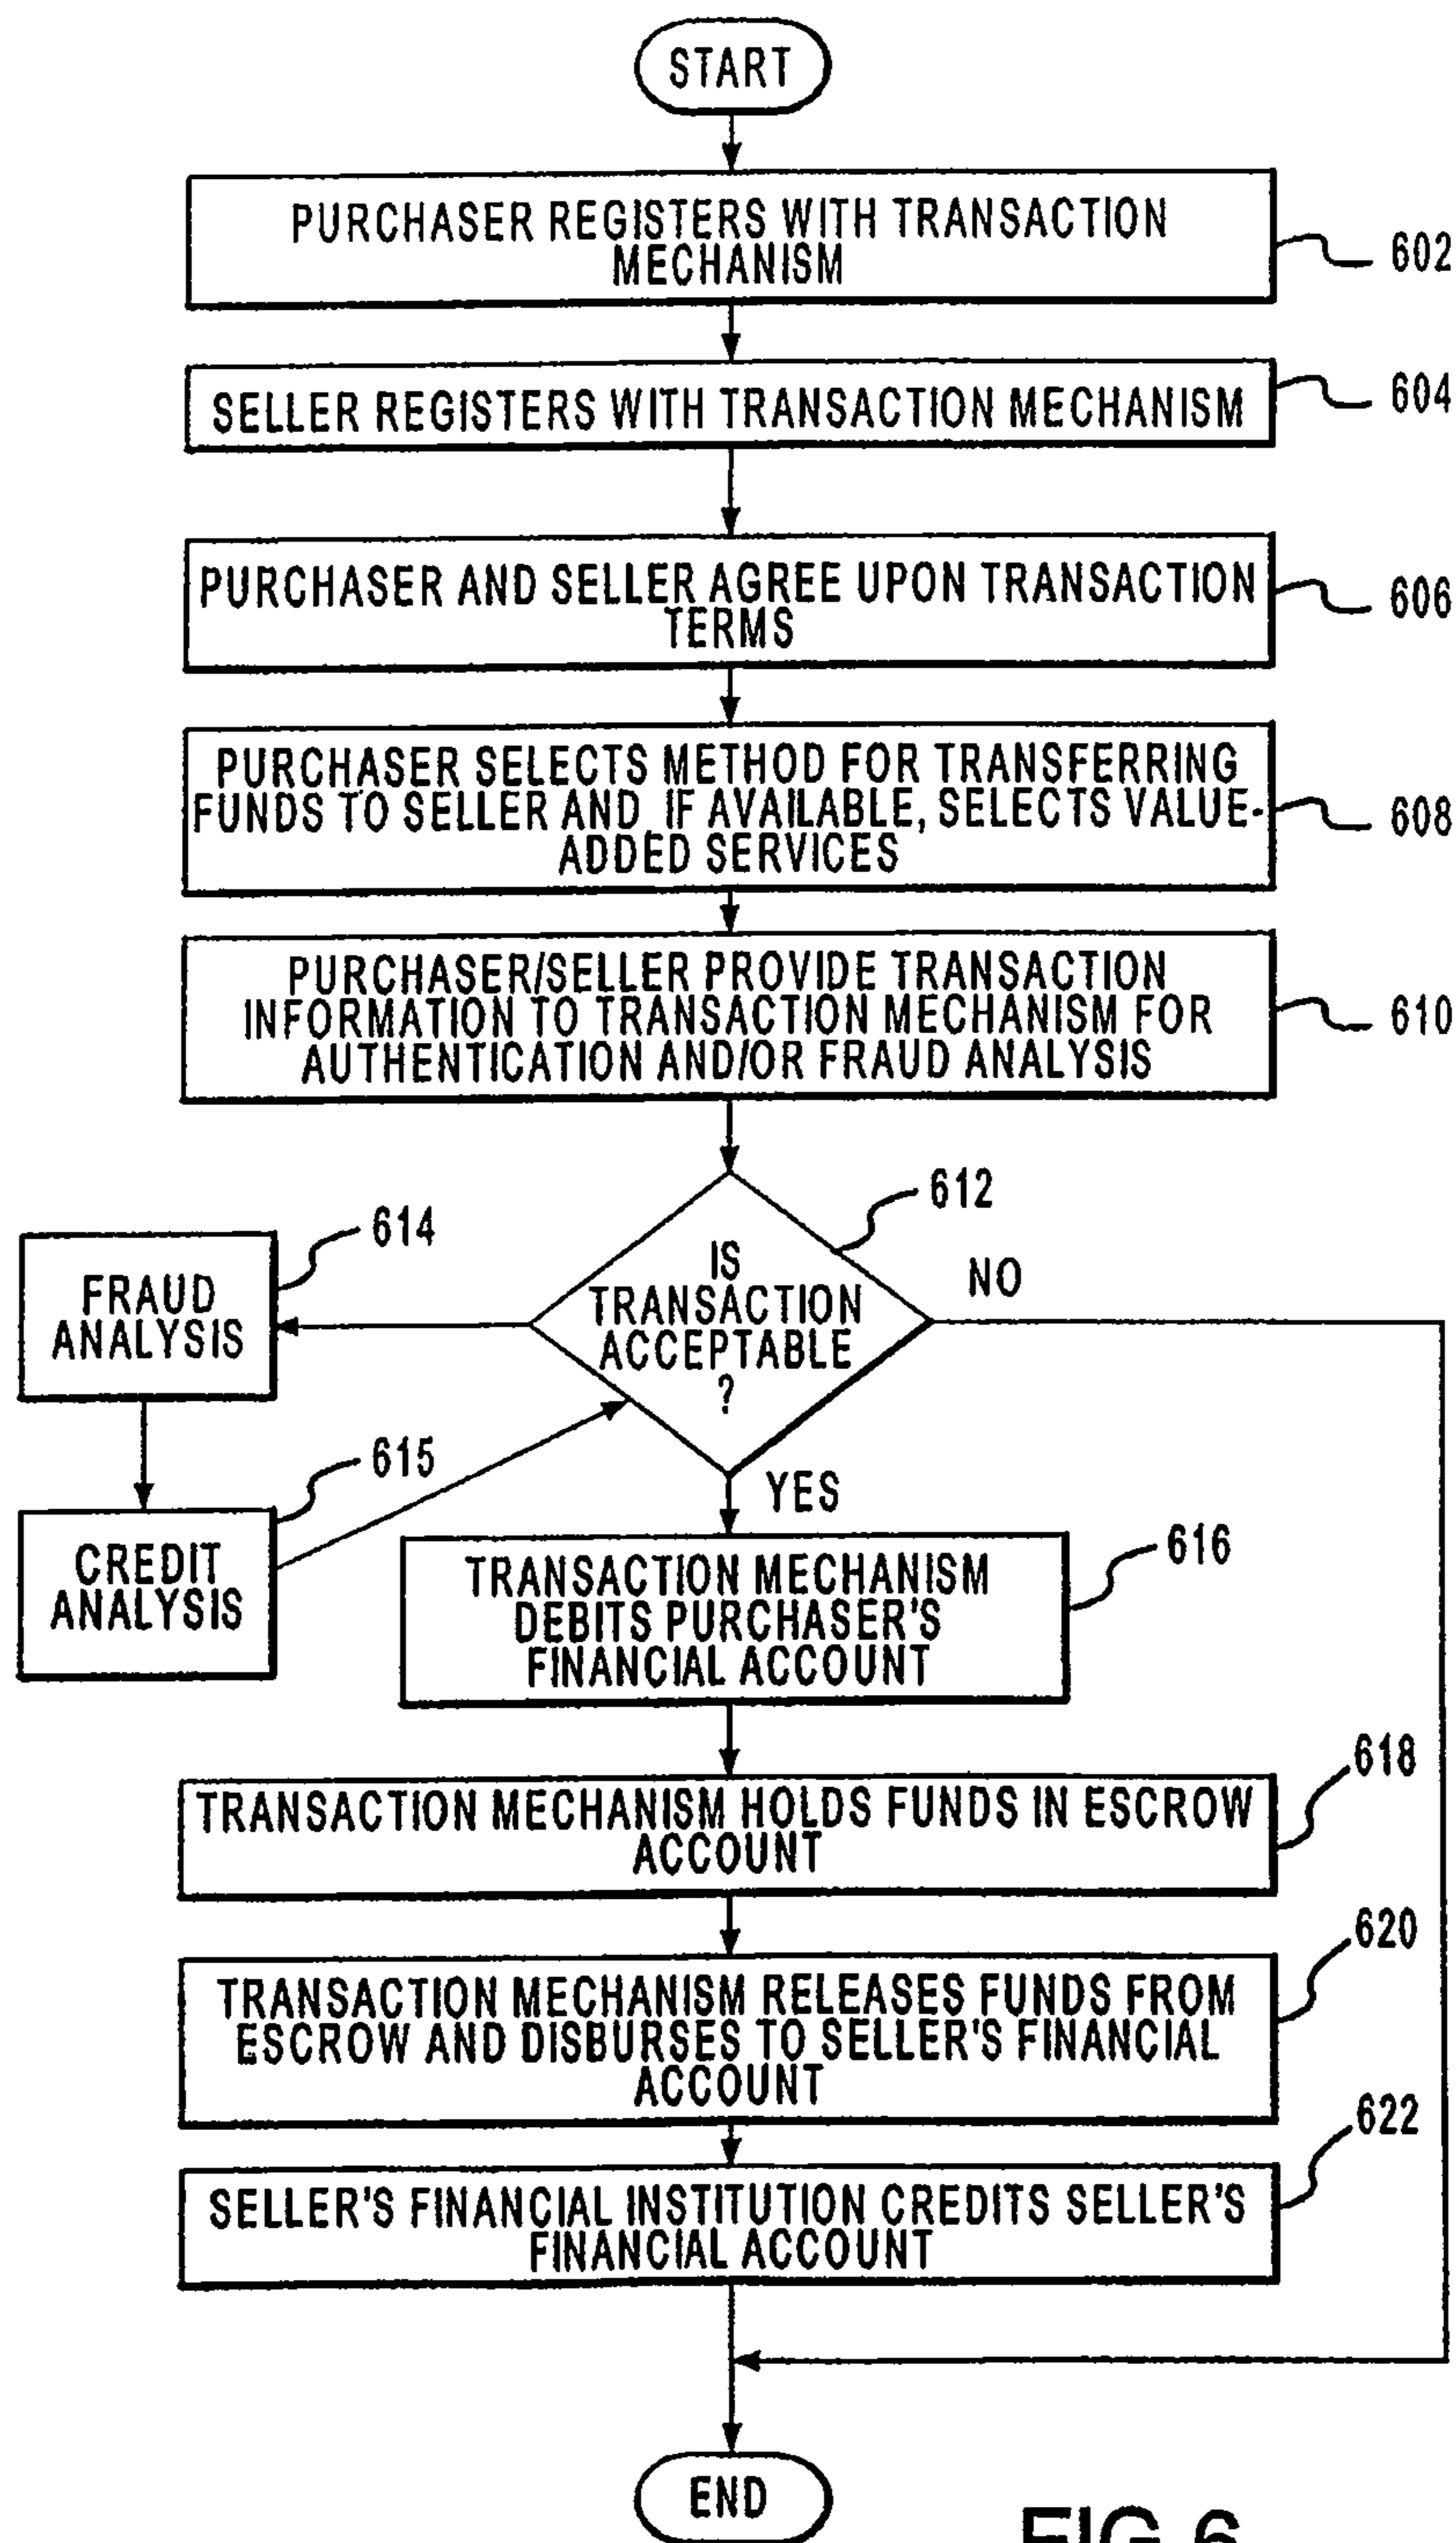 START
PURCHASER REGISTERS WITH TRANSACTION
MECHANISM
602
SELLER REGISTERS WITH TRANSACTION MECHANISM
604
PURCHASER AND SELLER AGREE UPON TRANSACTION
TERMS
606
PURCHASER SELECTS METHOD FOR TRANSFERRING
FUNDS TO SELLER AND, IF AVAILABLE, SELECTS VALUE-
ADDED SERVICES
608
PURCHASER/SELLER PROVIDE TRANSACTION
INFORMATION TO TRANSACTION MECHANISM FOR
AUTHENTICATION AND/OR FRAUD ANALYSIS
610
612
IS
TRANSACTION
ACCEPTABLE
?
NO
YES
614
FRAUD
ANALYSIS
615
CREDIT
ANALYSIS
616
TRANSACTION MECHANISM
DEBITS PURCHASER'S
FINANCIAL ACCOUNT
618
TRANSACTION MECHANISM HOLDS FUNDS IN ESCROW
ACCOUNT
620
TRANSACTION MECHANISM RELEASES FUNDS FROM
ESCROW AND DISBURSES TO SELLER'S FINANCIAL
ACCOUNT
622
SELLER'S FINANCIAL INSTITUTION CREDITS SELLER'S
FINANCIAL ACCOUNT
END
FIG.6